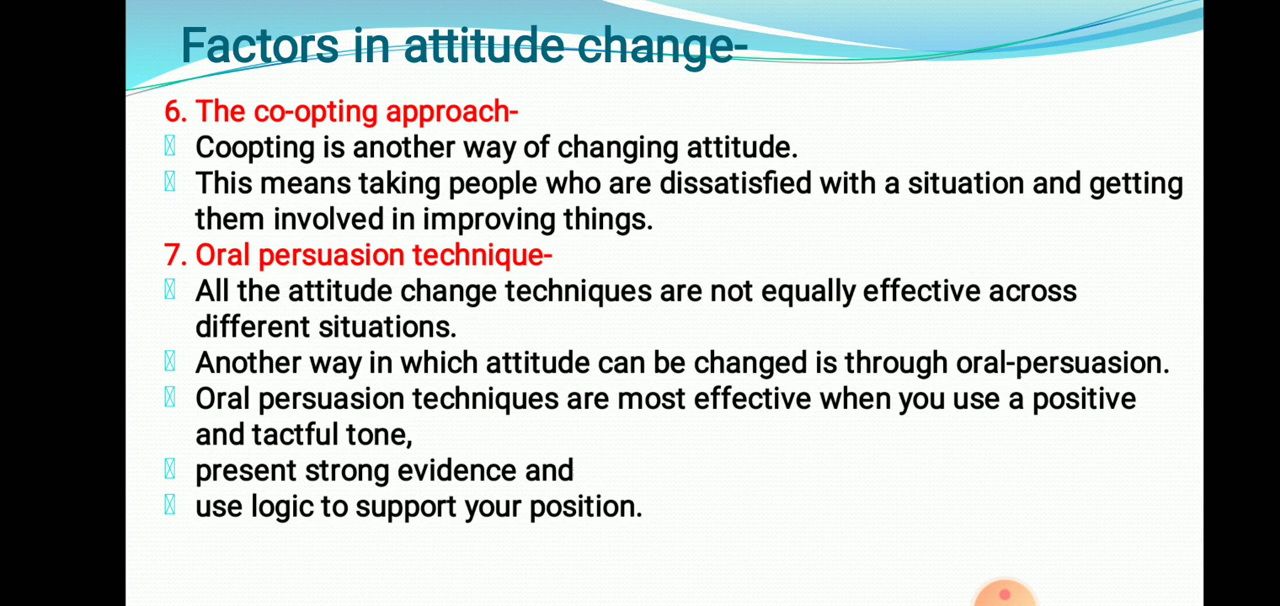 Factors in attitude change-
6. The co-opting approach-
Coopting is another way of changing attitude.
This means taking people who are dissatisfied with a situation and getting
them involved in improving things.
7. Oral persuasion technique-
All the attitude change techniques are not equally effective across
different situations.
Another way in which attitude can be changed is through oral-persuasion.
Oral persuasion techniques are most effective when you use a positive
and tactful tone,
present strong evidence and
use logic to support your position.